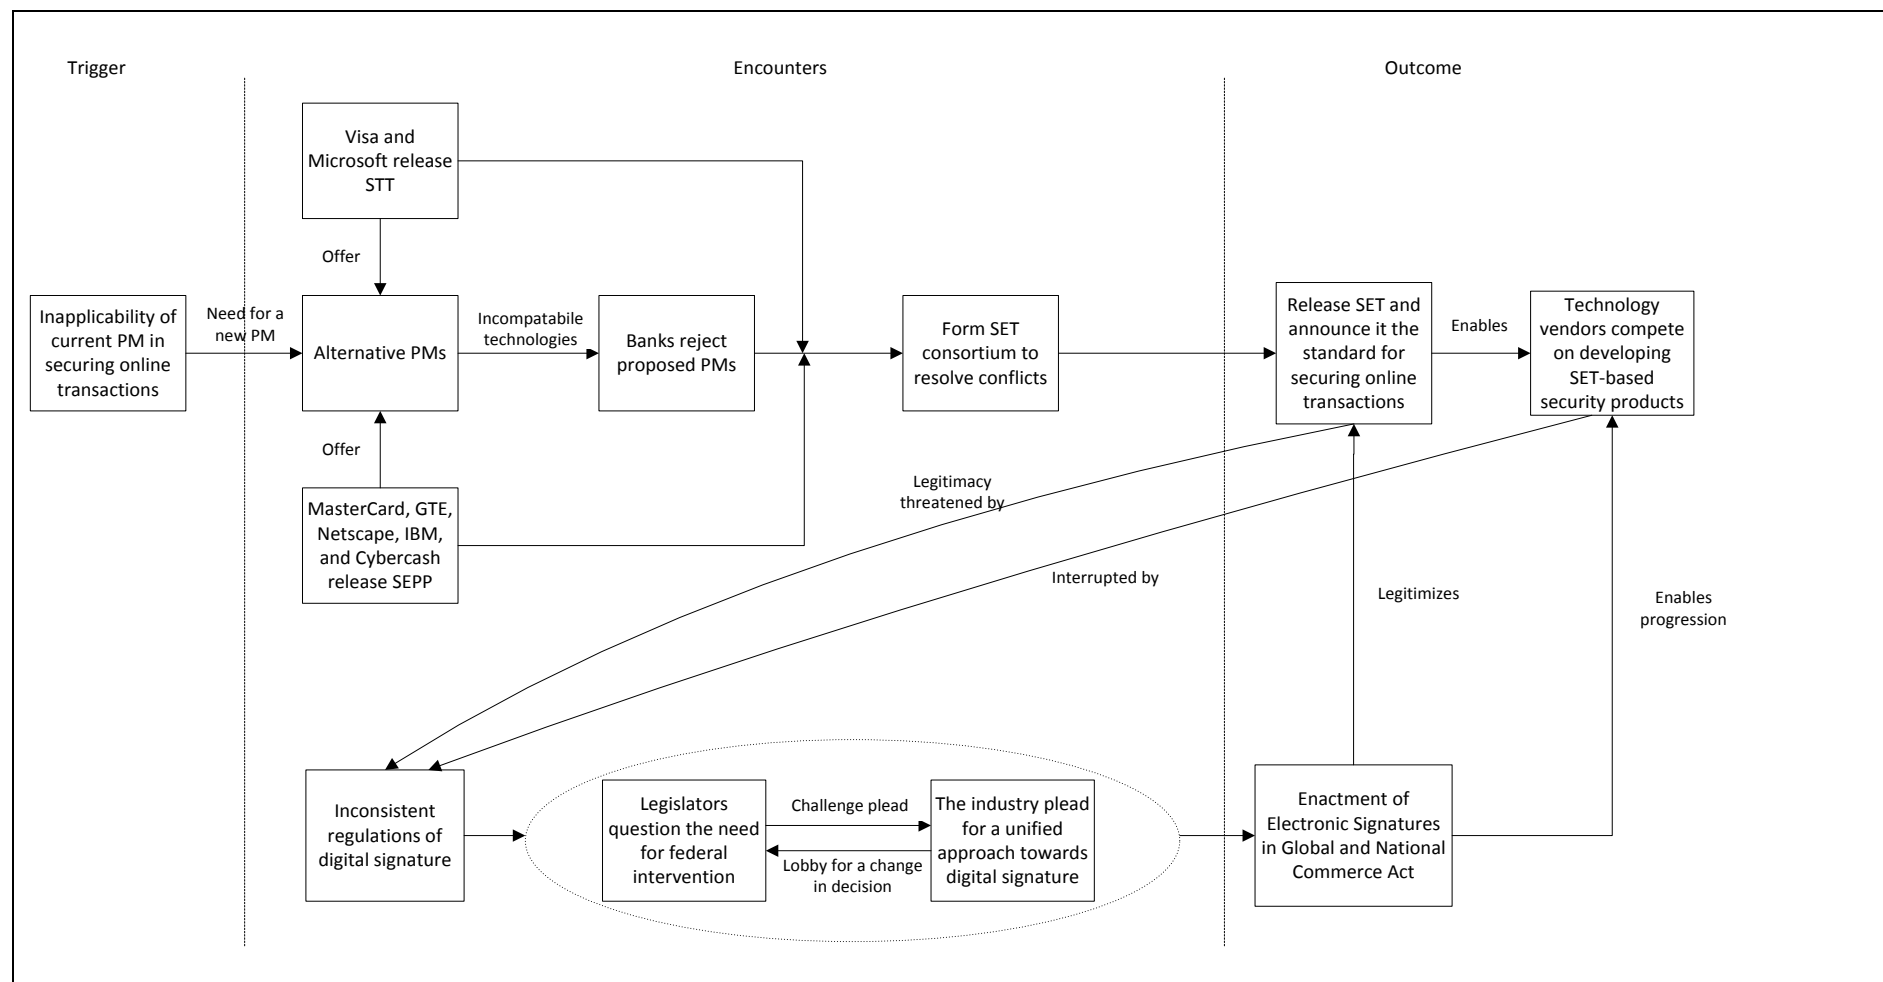 Trigger
Encounters
Outcome
Visa and
Microsoft release
STT
Offer
Inapplicability of
current PM in
securing online
transactions
Need for a
new PM
Alternative PMs
Incompatabile
technologies
Banks reject
proposed PMs
Form SET
consortium to
resolve conflicts
Release SET and
announce it the
standard for
securing online
transactions
Enables
Technology
vendors compete
on developing
SET-based
security products
Offer
MasterCard, GTE,
Netscape, IBM,
and Cybercash
release SEPP
Legitimacy
threatened by
Interrupted by
Legitimizes
Enables
progression
Inconsistent
regulations of
digital signature
Legislators
question the need
for federal
intervention
Challenge plead
Lobby for a change
in decision
The industry plead
for a unified
approach towards
digital signature
Enactment of
Electronic Signatures
in Global and National
Commerce Act